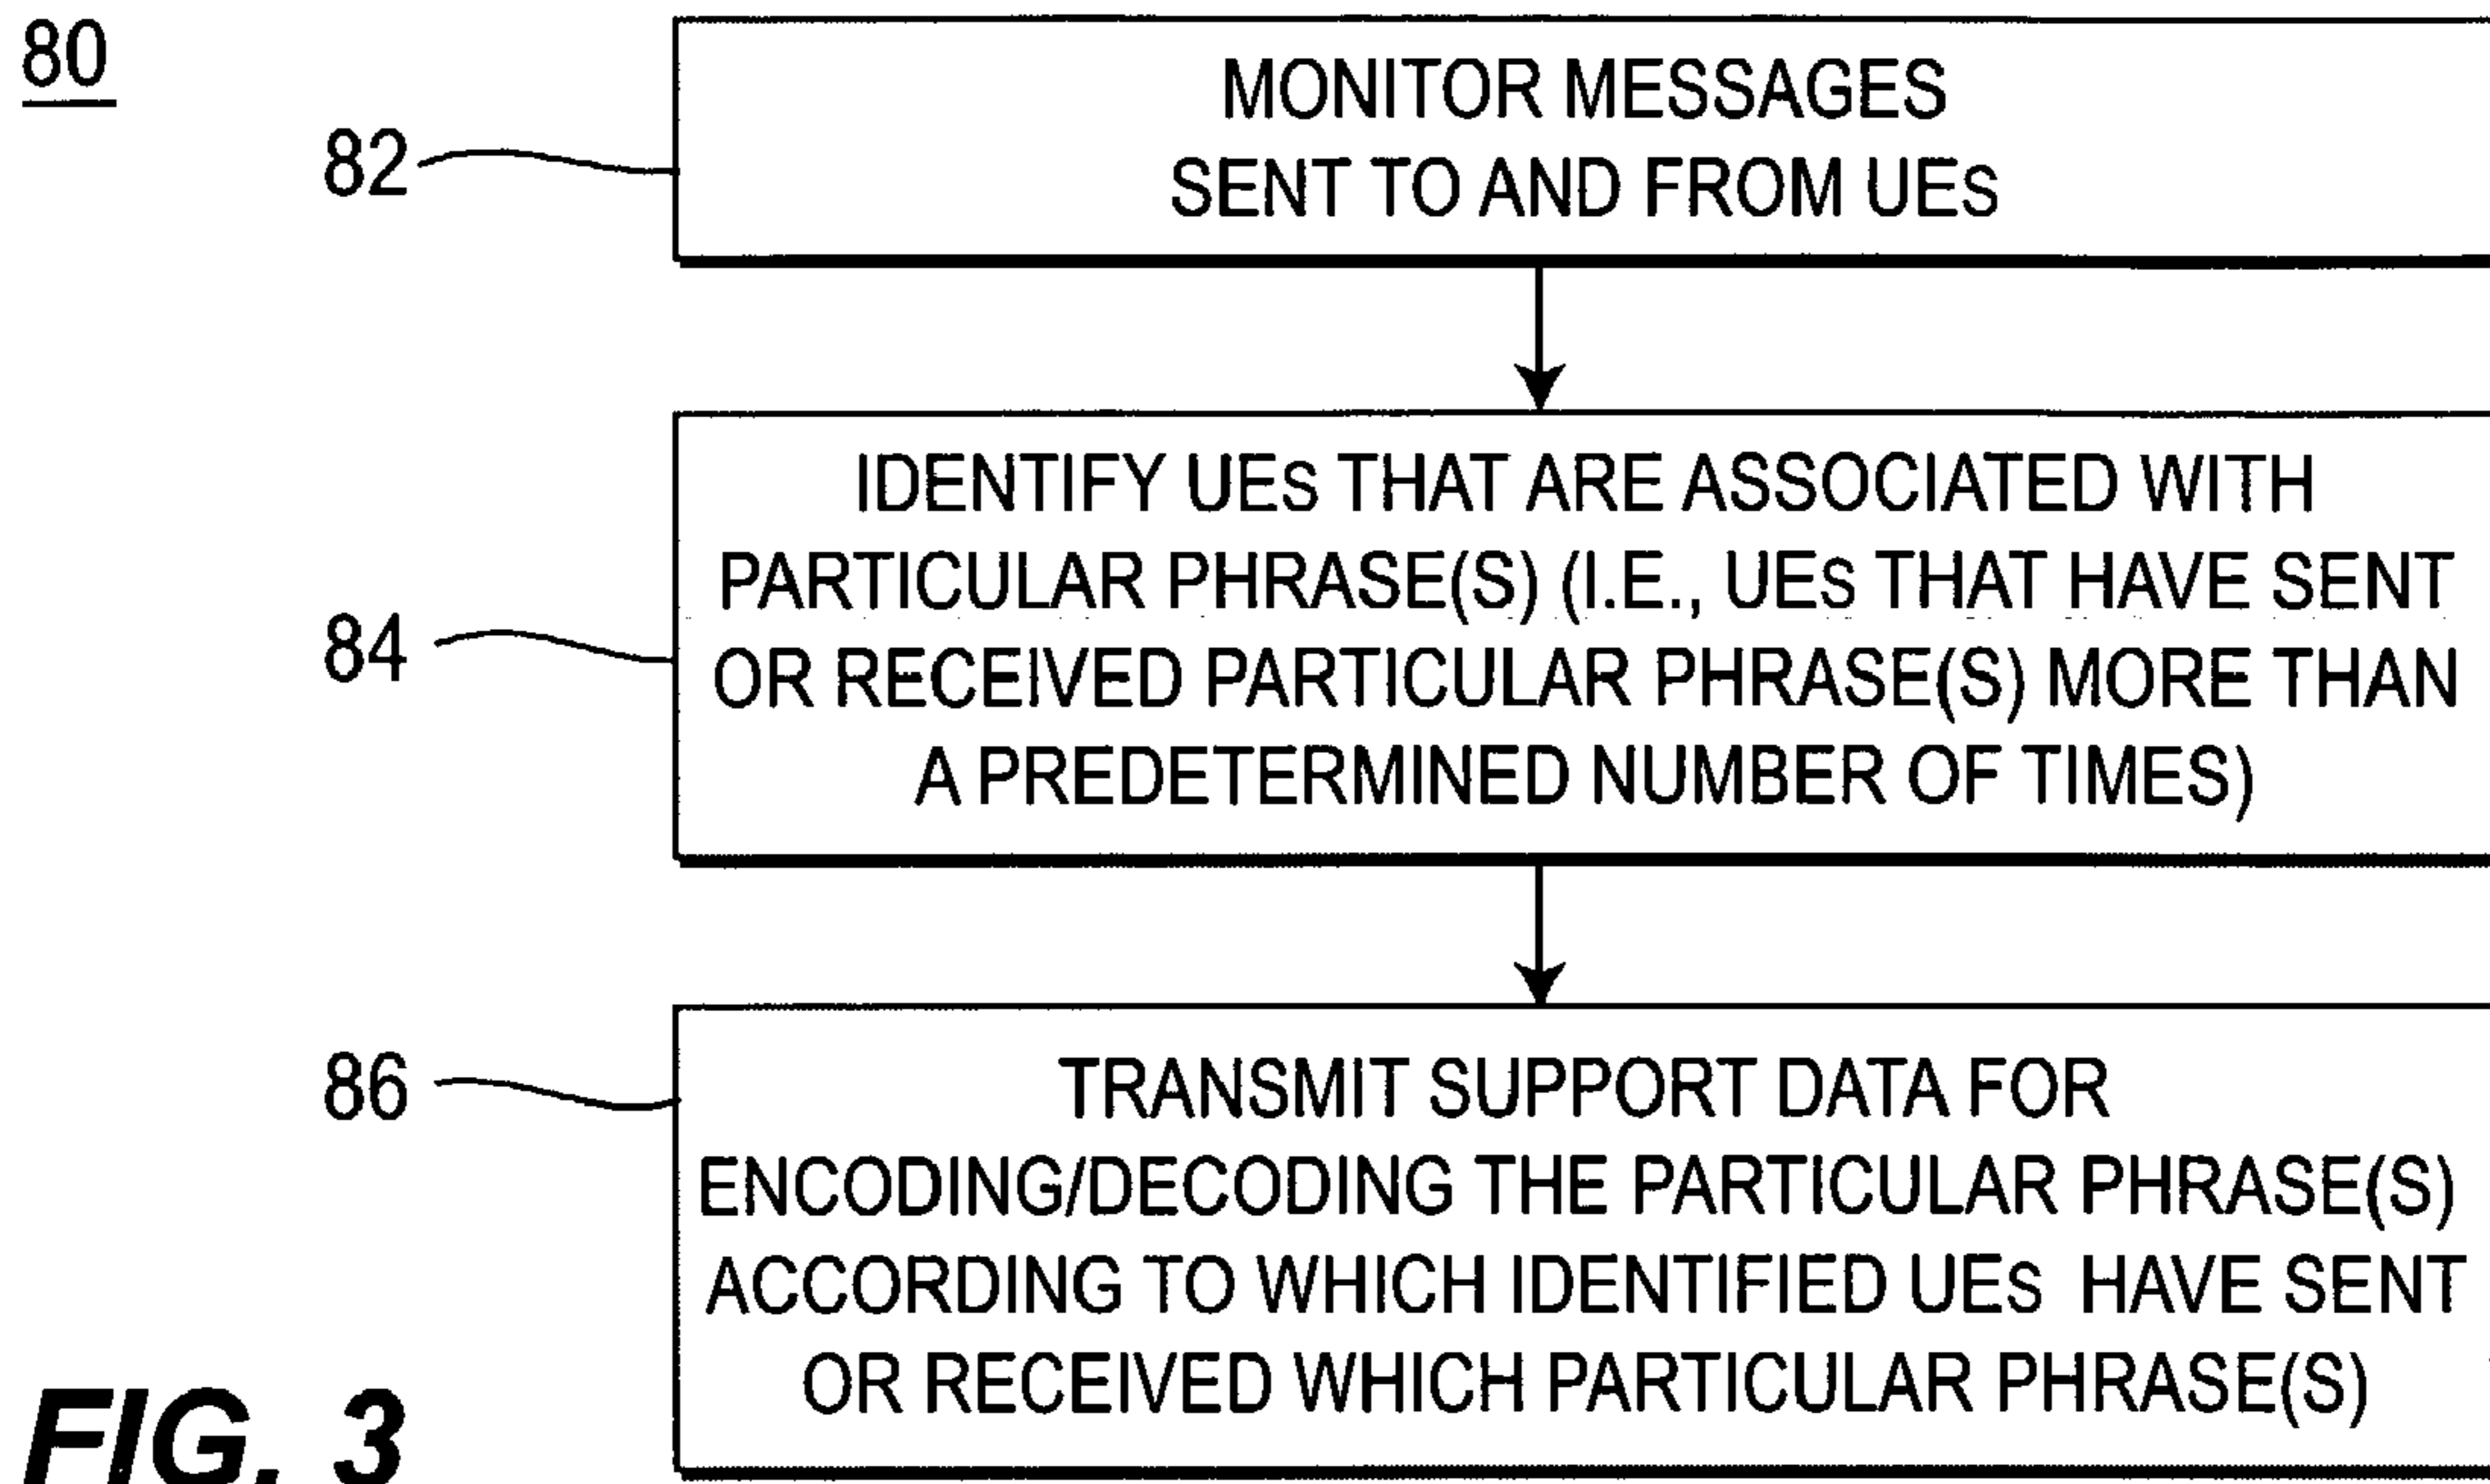 80
82
MONITOR MESSAGES
SENT TO AND FROM UEs
84
IDENTIFY UEs THAT ARE ASSOCIATED WITH
PARTICULAR PHRASE(S) (I.E., UEs THAT HAVE SENT
OR RECEIVED PARTICULAR PHRASE(S) MORE THAN
A PREDETERMINED NUMBER OF TIMES)
86
TRANSMIT SUPPORT DATA FOR
ENCODING/DECODING THE PARTICULAR PHRASE(S)
ACCORDING TO WHICH IDENTIFIED UEs HAVE SENT
OR RECEIVED WHICH PARTICULAR PHRASE(S)
FIG. 3